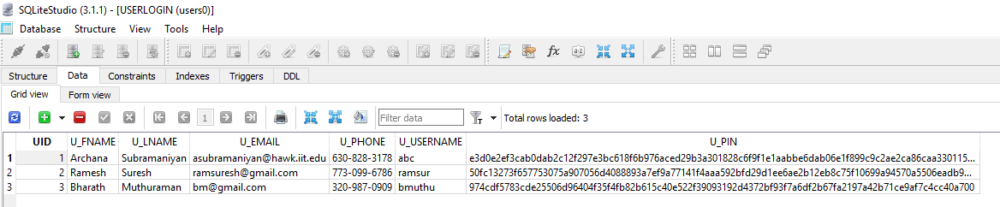 SQLiteStudio (3.1.1) - [USERLOGIN (users0)]
Database Structure View Tools Help
Structure Data Constraints Indexes Triggers DDL
Grid view Form view
1 Filter data Total rows loaded: 3
UID U_FNAME U_LNAME U_EMAIL U_PHONE U_USERNAME U_PIN
1 1 Archana Subramaniyan asubramaniyan@hawk.iit.edu 630-828-3178 abc e3d0e2ef3cab0dab2c12f297e3bc618f6b976aced29b3a301828c6f9f1e1aabbe6dab06e1f899c9c2ae2ca86caa330115...
2 2 Ramesh Suresh ramsuresh@gmail.com 773-099-6786 ramsur 50fc13273f657753075a907056d4088893a7ef9a77141f4aaa592bfd29d1ee6ae2b12eb8c75f10699a94570a5506eadb9...
3 3 Bharath Muthuraman bm@gmail.com 320-987-0909 bmuthu 974cdf5783cde25506d96404f35f4fb82b615c40e522f39093192d4372bf93f7a6df2b67fa2197a42b71ce9af7c4cc40a700